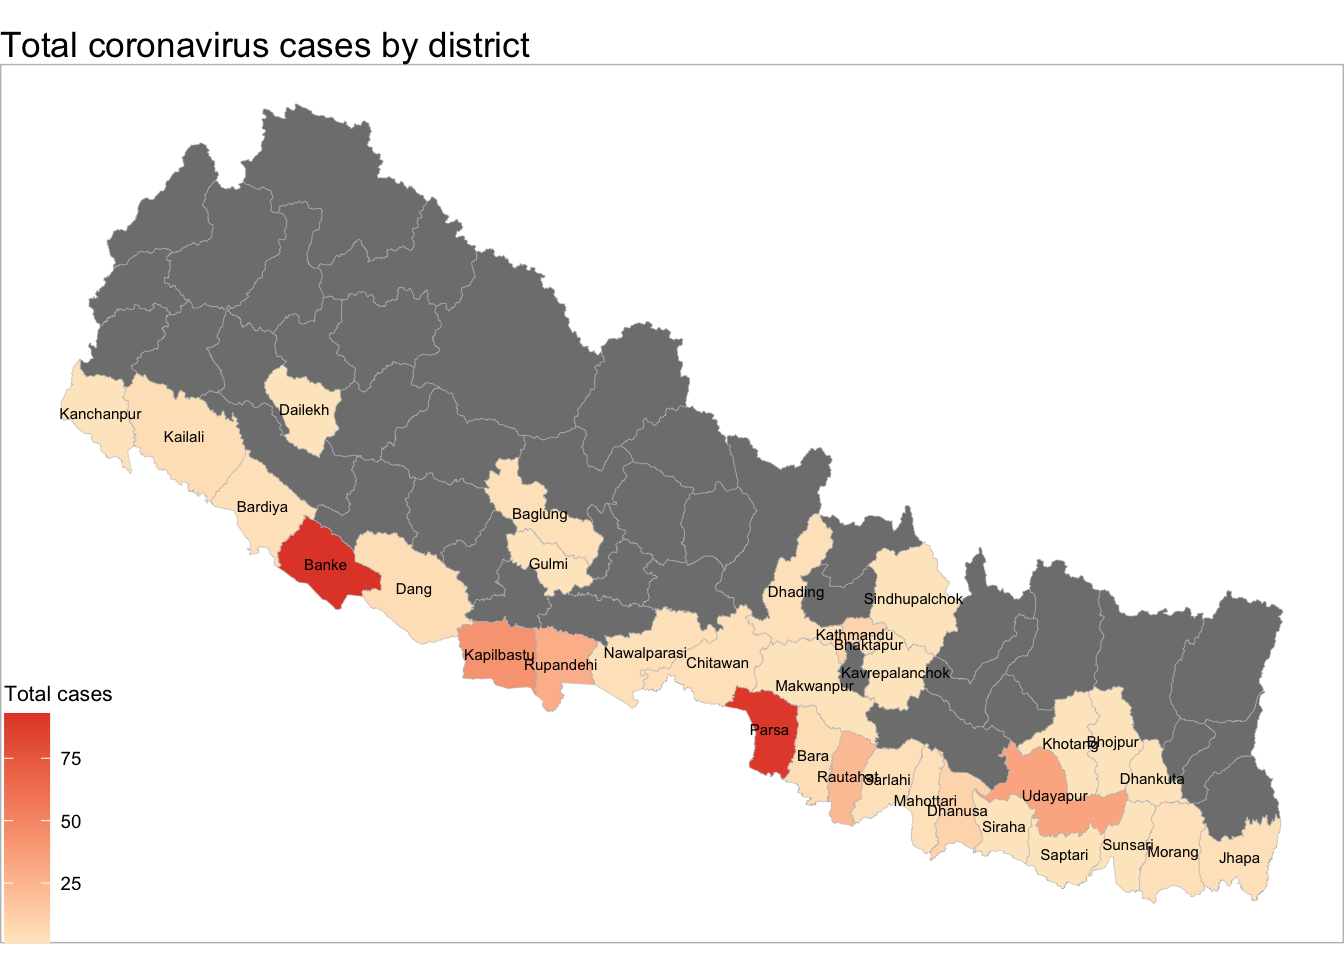 Total coronavirus cases by district
Kanchanpur
Dailekh
Kailali
Bardiya
Baglung
Banke
Gulmi
Dang
Dhading
Sindhupalchok
Kathmandu
Bhaktapur
Kapilbastu
Rupandehi
Nawalparasi
Chitawan
Kavrepalanchok
Makwanpur
Parsa
Khotang
Bhojpur
Bara
Rautahat
Sarlahi
Dhankuta
Udayapur
Mahottari
Dhanusa
Siraha
Saptari
Sunsari
Morang
Jhapa
Total cases
75
50
25